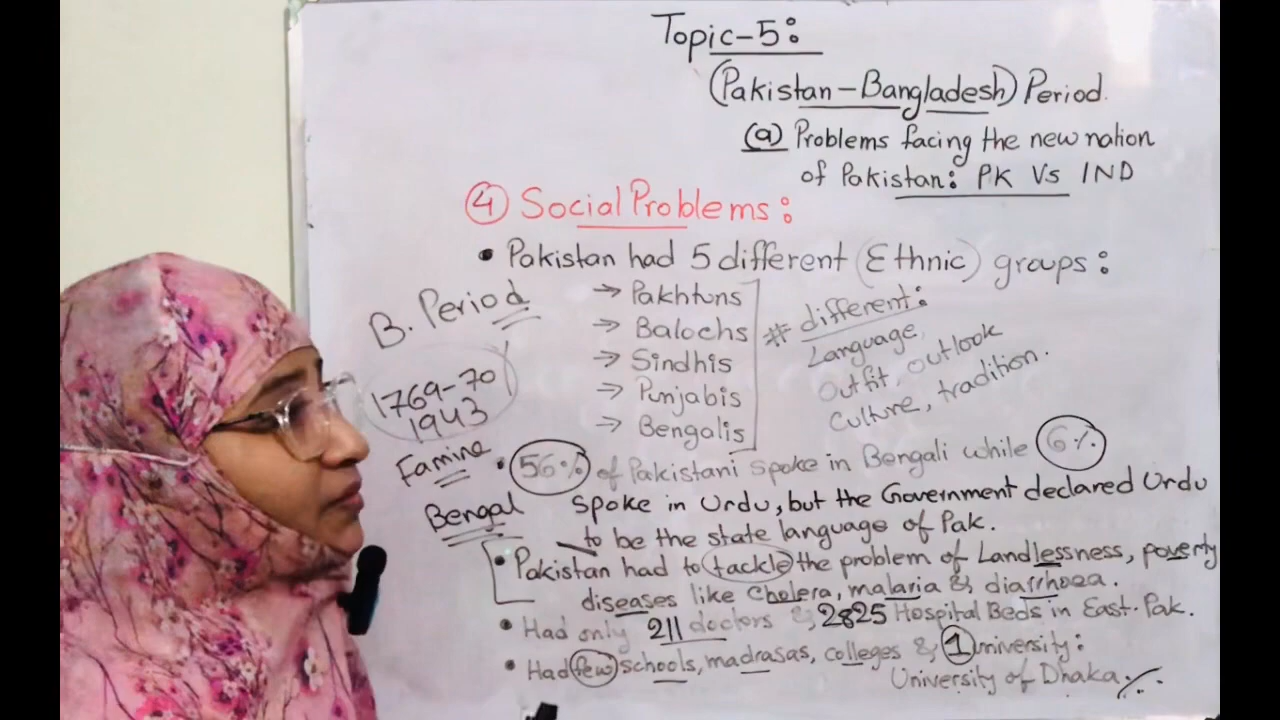 Topic-5:
(Pakistan-Bangladesh) Period.
(a) Problems facing the new nation
of Pakistan: PK Vs IND
④ Social Problems:
• Pakistan had 5 different (Ethnic) groups:
→ Pakhtuns
→ Balochs
→ Sindhis
→ Punjabis
→ Bengalis
# different:
Language,
outfit, outlook
culture, tradition.
B. Period
1769-70
1943
Famine
Bengal
• 56% of Pakistani spoke in Bengali while 6%
spoke in Urdu, but the Government declared Urdu
to be the state language of Pak.
• Pakistan had to tackle the problem of Landlessness, poverty
diseases like Cholera, malaria & diarrhoea.
• Had only 211 doctors & 2825 Hospital Beds in East-Pak.
• Had few schools, madrasas, colleges & 1 University:
University of Dhaka